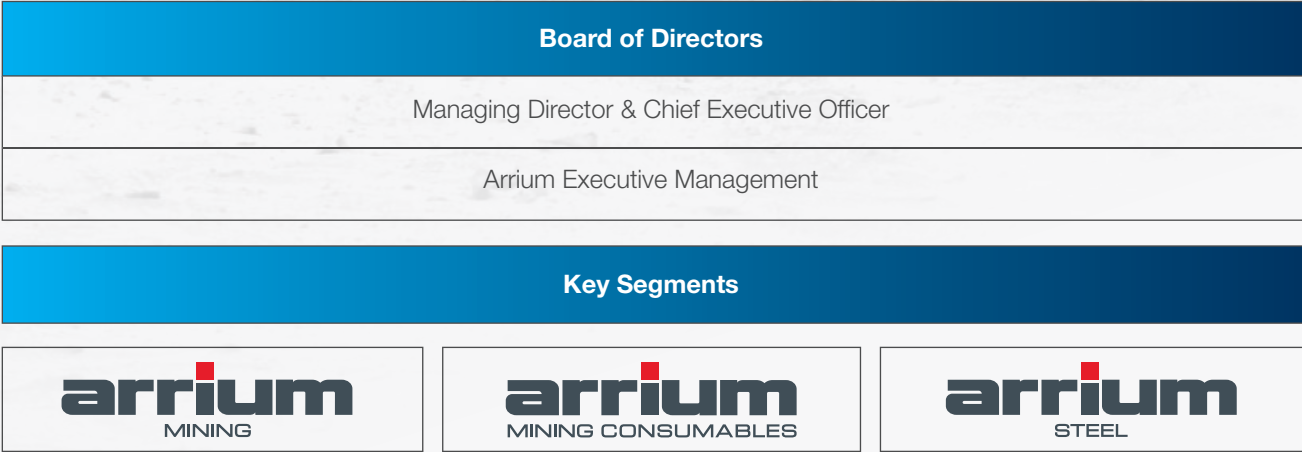 Board of Directors
Managing Director & Chief Executive Officer
Arrium Executive Management
Key Segments
arrium
MINING
arrium
MINING CONSUMABLES
arrium
STEEL